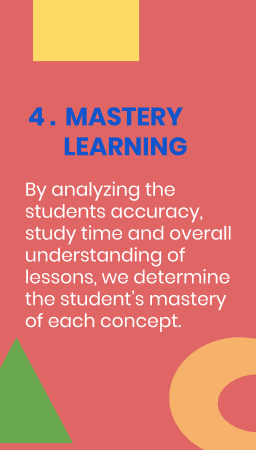 4. MASTERY
LEARNING
By analyzing the
students accuracy,
study time and overall
understanding of
lessons, we determine
the student's mastery
of each concept.